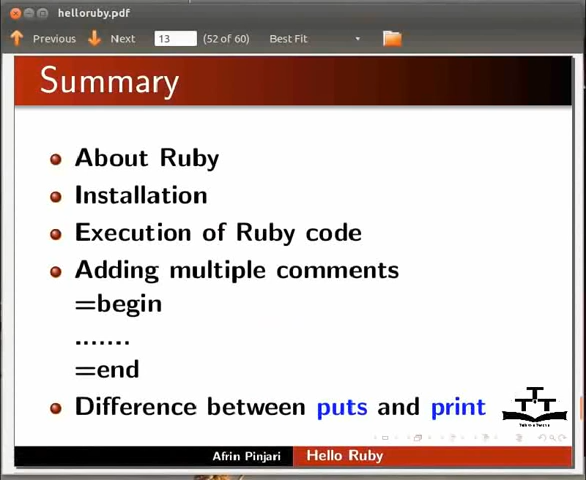 helloruby.pdf
Previous Next 13 (52 of 60) Best Fit
Summary
About Ruby
Installation
Execution of Ruby code
Adding multiple comments
=begin
.......
=end
Difference between puts and print
Afrin Pinjari Hello Ruby